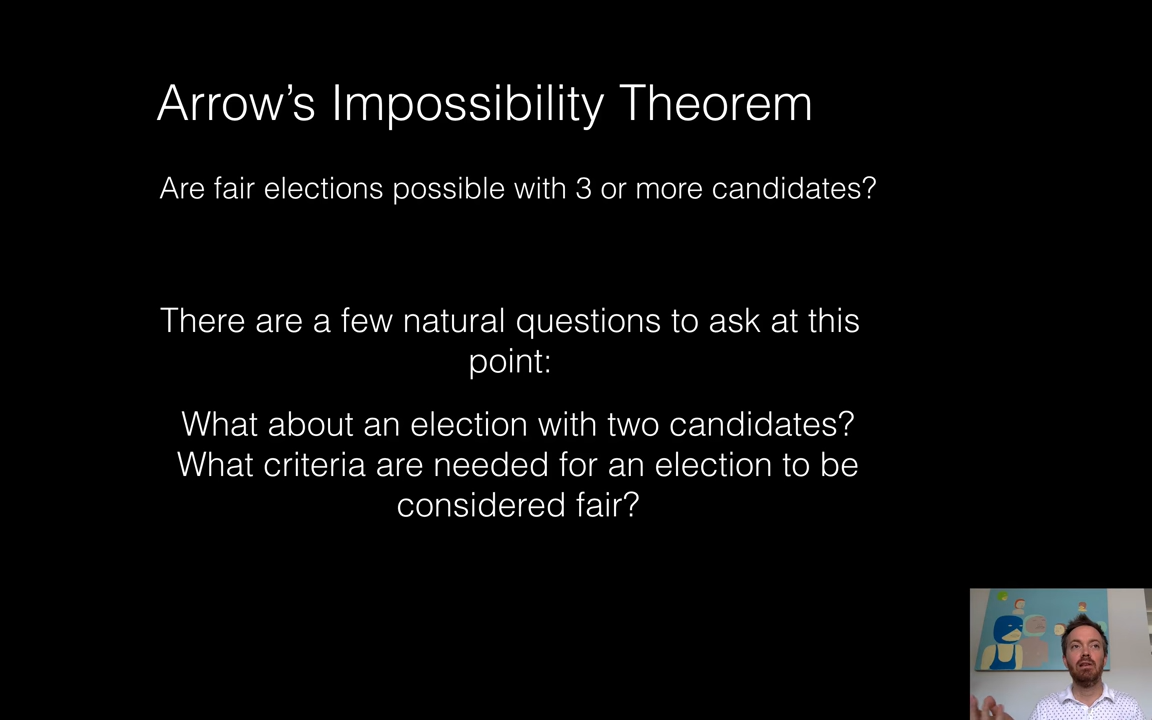 Arrow’s Impossibility Theorem
Are fair elections possible with 3 or more candidates?
There are a few natural questions to ask at this
point:
What about an election with two candidates?
What criteria are needed for an election to be
considered fair?